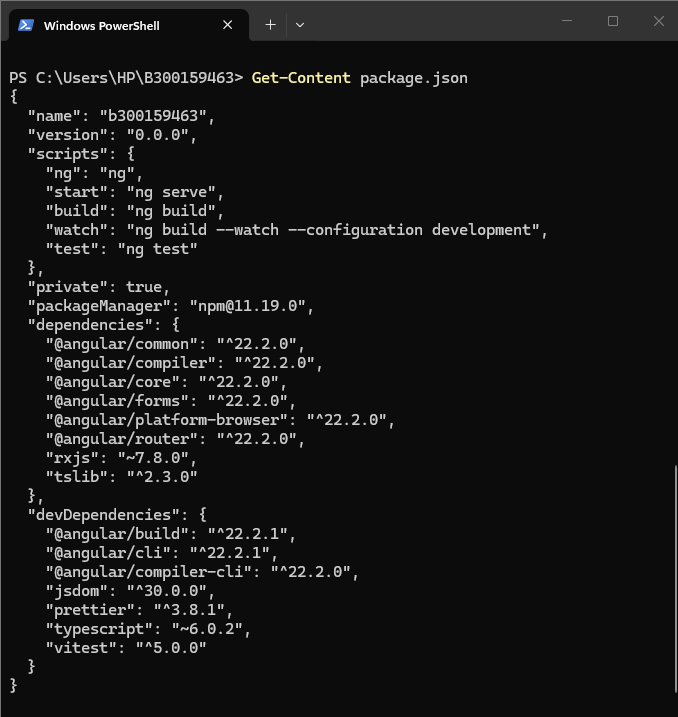 Windows PowerShell
PS C:\Users\HP\B300159463> Get-Content package.json
{
  "name": "b300159463",
  "version": "0.0.0",
  "scripts": {
    "ng": "ng",
    "start": "ng serve",
    "build": "ng build",
    "watch": "ng build --watch --configuration development",
    "test": "ng test"
  },
  "private": true,
  "packageManager": "npm@11.19.0",
  "dependencies": {
    "@angular/common": "^22.2.0",
    "@angular/compiler": "^22.2.0",
    "@angular/core": "^22.2.0",
    "@angular/forms": "^22.2.0",
    "@angular/platform-browser": "^22.2.0",
    "@angular/router": "^22.2.0",
    "rxjs": "~7.8.0",
    "tslib": "^2.3.0"
  },
  "devDependencies": {
    "@angular/build": "^22.2.1",
    "@angular/cli": "^22.2.1",
    "@angular/compiler-cli": "^22.2.0",
    "jsdom": "^30.0.0",
    "prettier": "^3.8.1",
    "typescript": "~6.0.2",
    "vitest": "^5.0.0"
  }
}